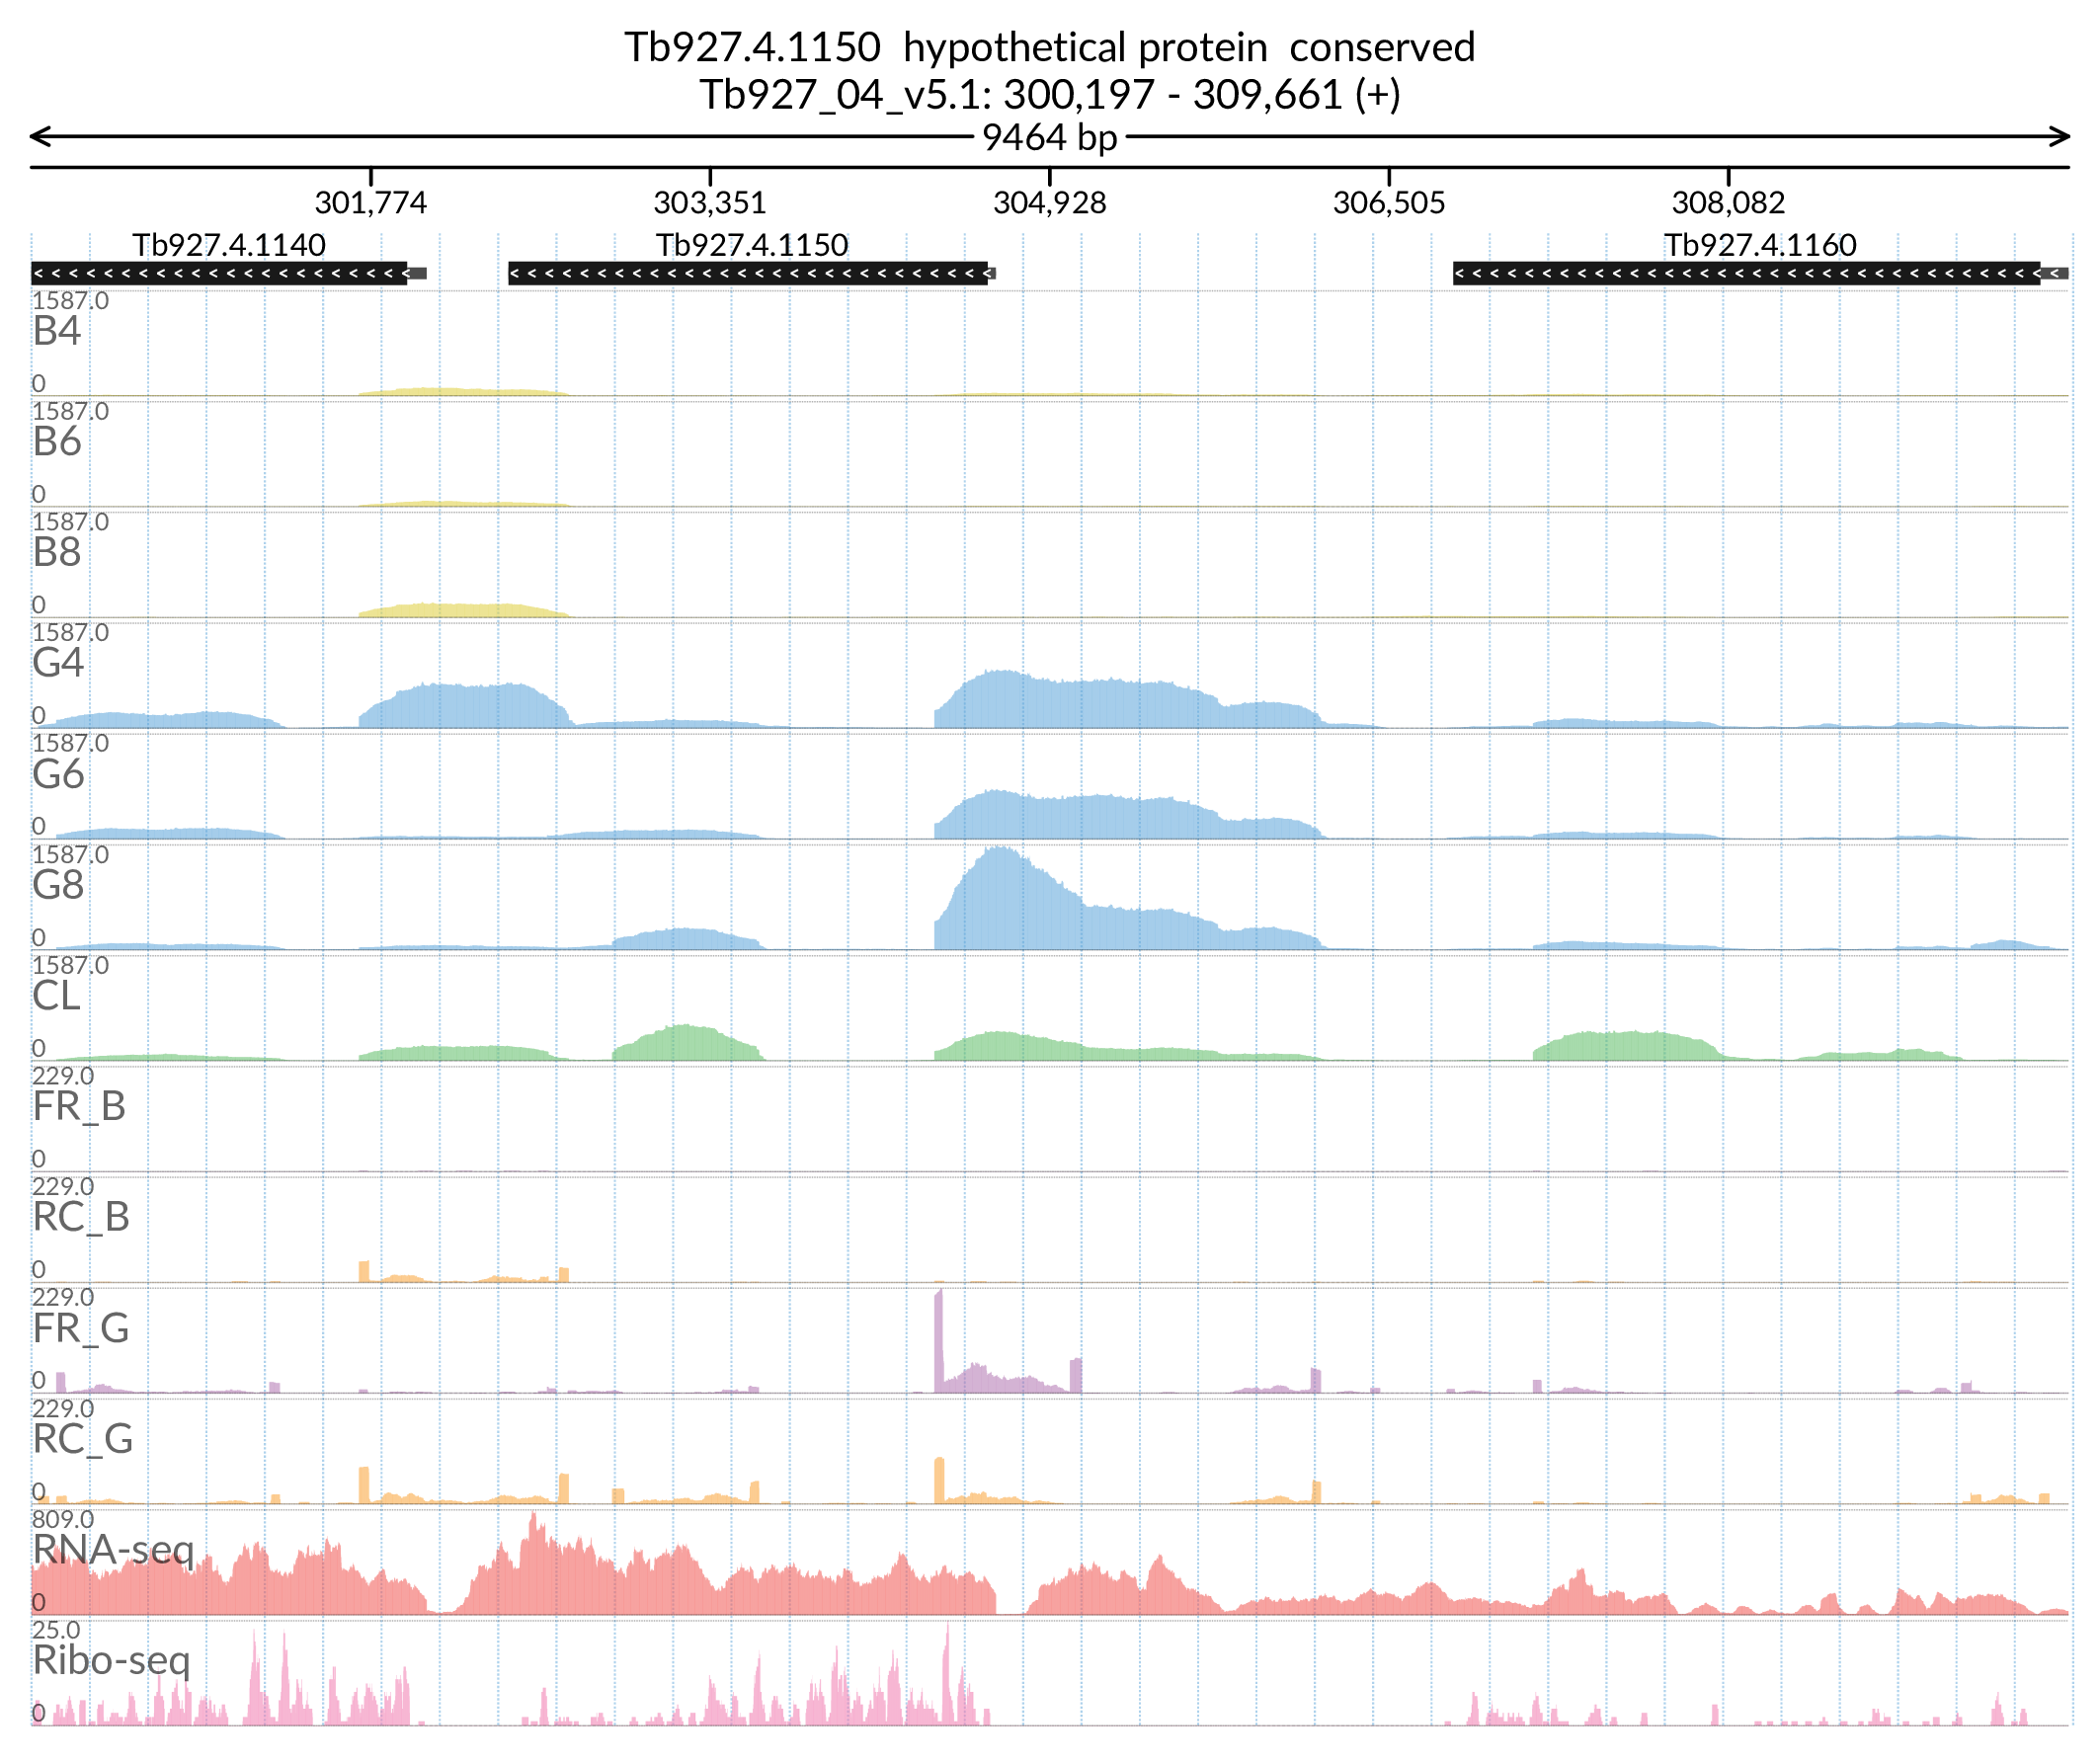 Tb927.4.1150  hypothetical protein  conserved
Tb927_04_v5.1: 300,197 - 309,661 (+)
9464 bp
301,774 303,351 304,928 306,505 308,082
Tb927.4.1140 Tb927.4.1150 Tb927.4.1160
1587.0
B4
0
1587.0
B6
0
1587.0
B8
0
1587.0
G4
0
1587.0
G6
0
1587.0
G8
0
1587.0
CL
0
229.0
FR_B
0
229.0
RC_B
0
229.0
FR_G
0
229.0
RC_G
0
809.0
RNA-seq
0
25.0
Ribo-seq
0